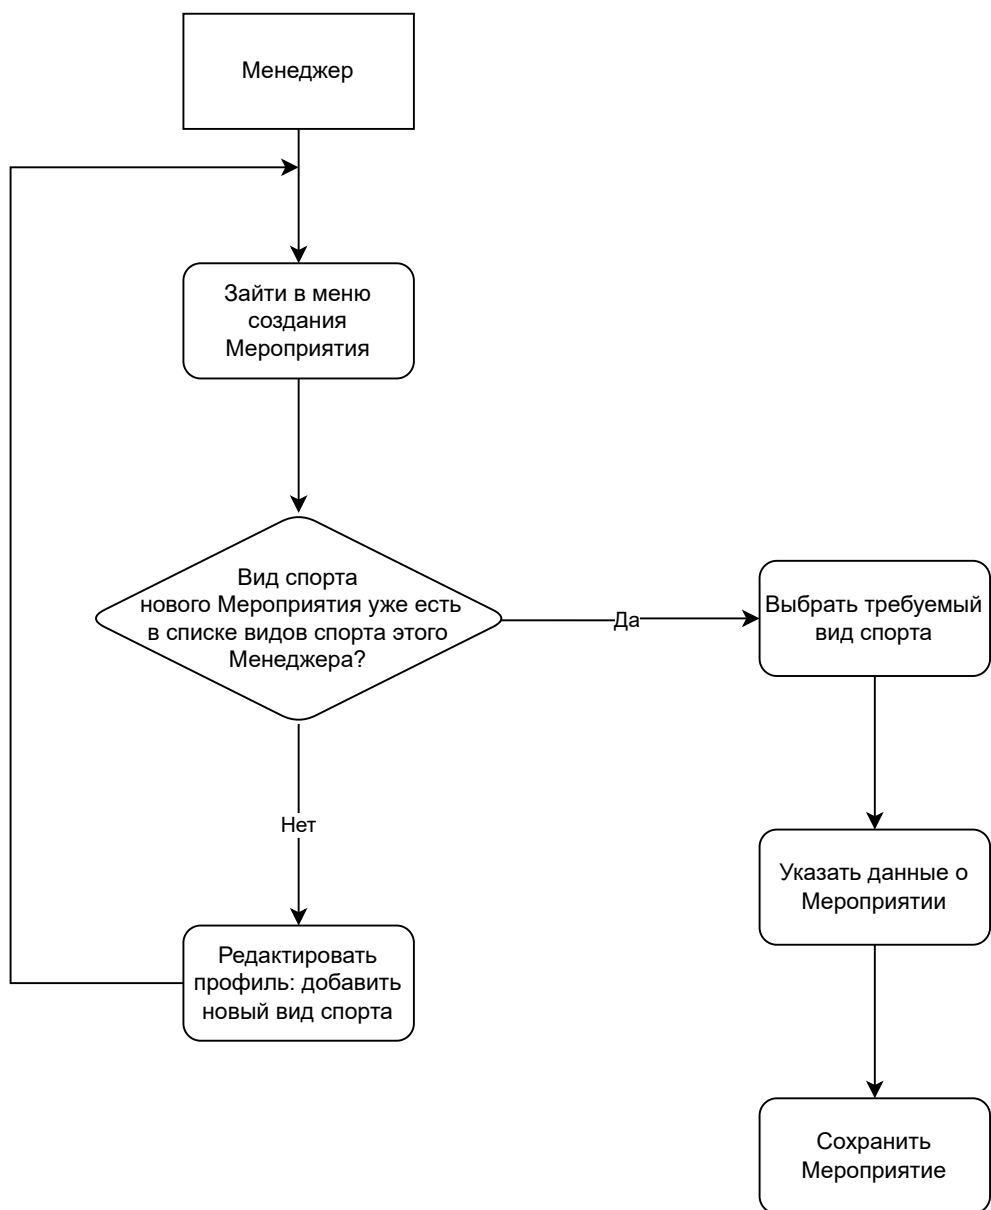 Менеджер
Зайти в меню
создания
Мероприятия
Вид спорта
нового Мероприятия уже есть
в списке видов спорта этого
Менеджера?
Да
Выбрать требуемый
вид спорта
Указать данные о
Мероприятии
Сохранить
Мероприятие
Нет
Редактировать
профиль: добавить
новый вид спорта